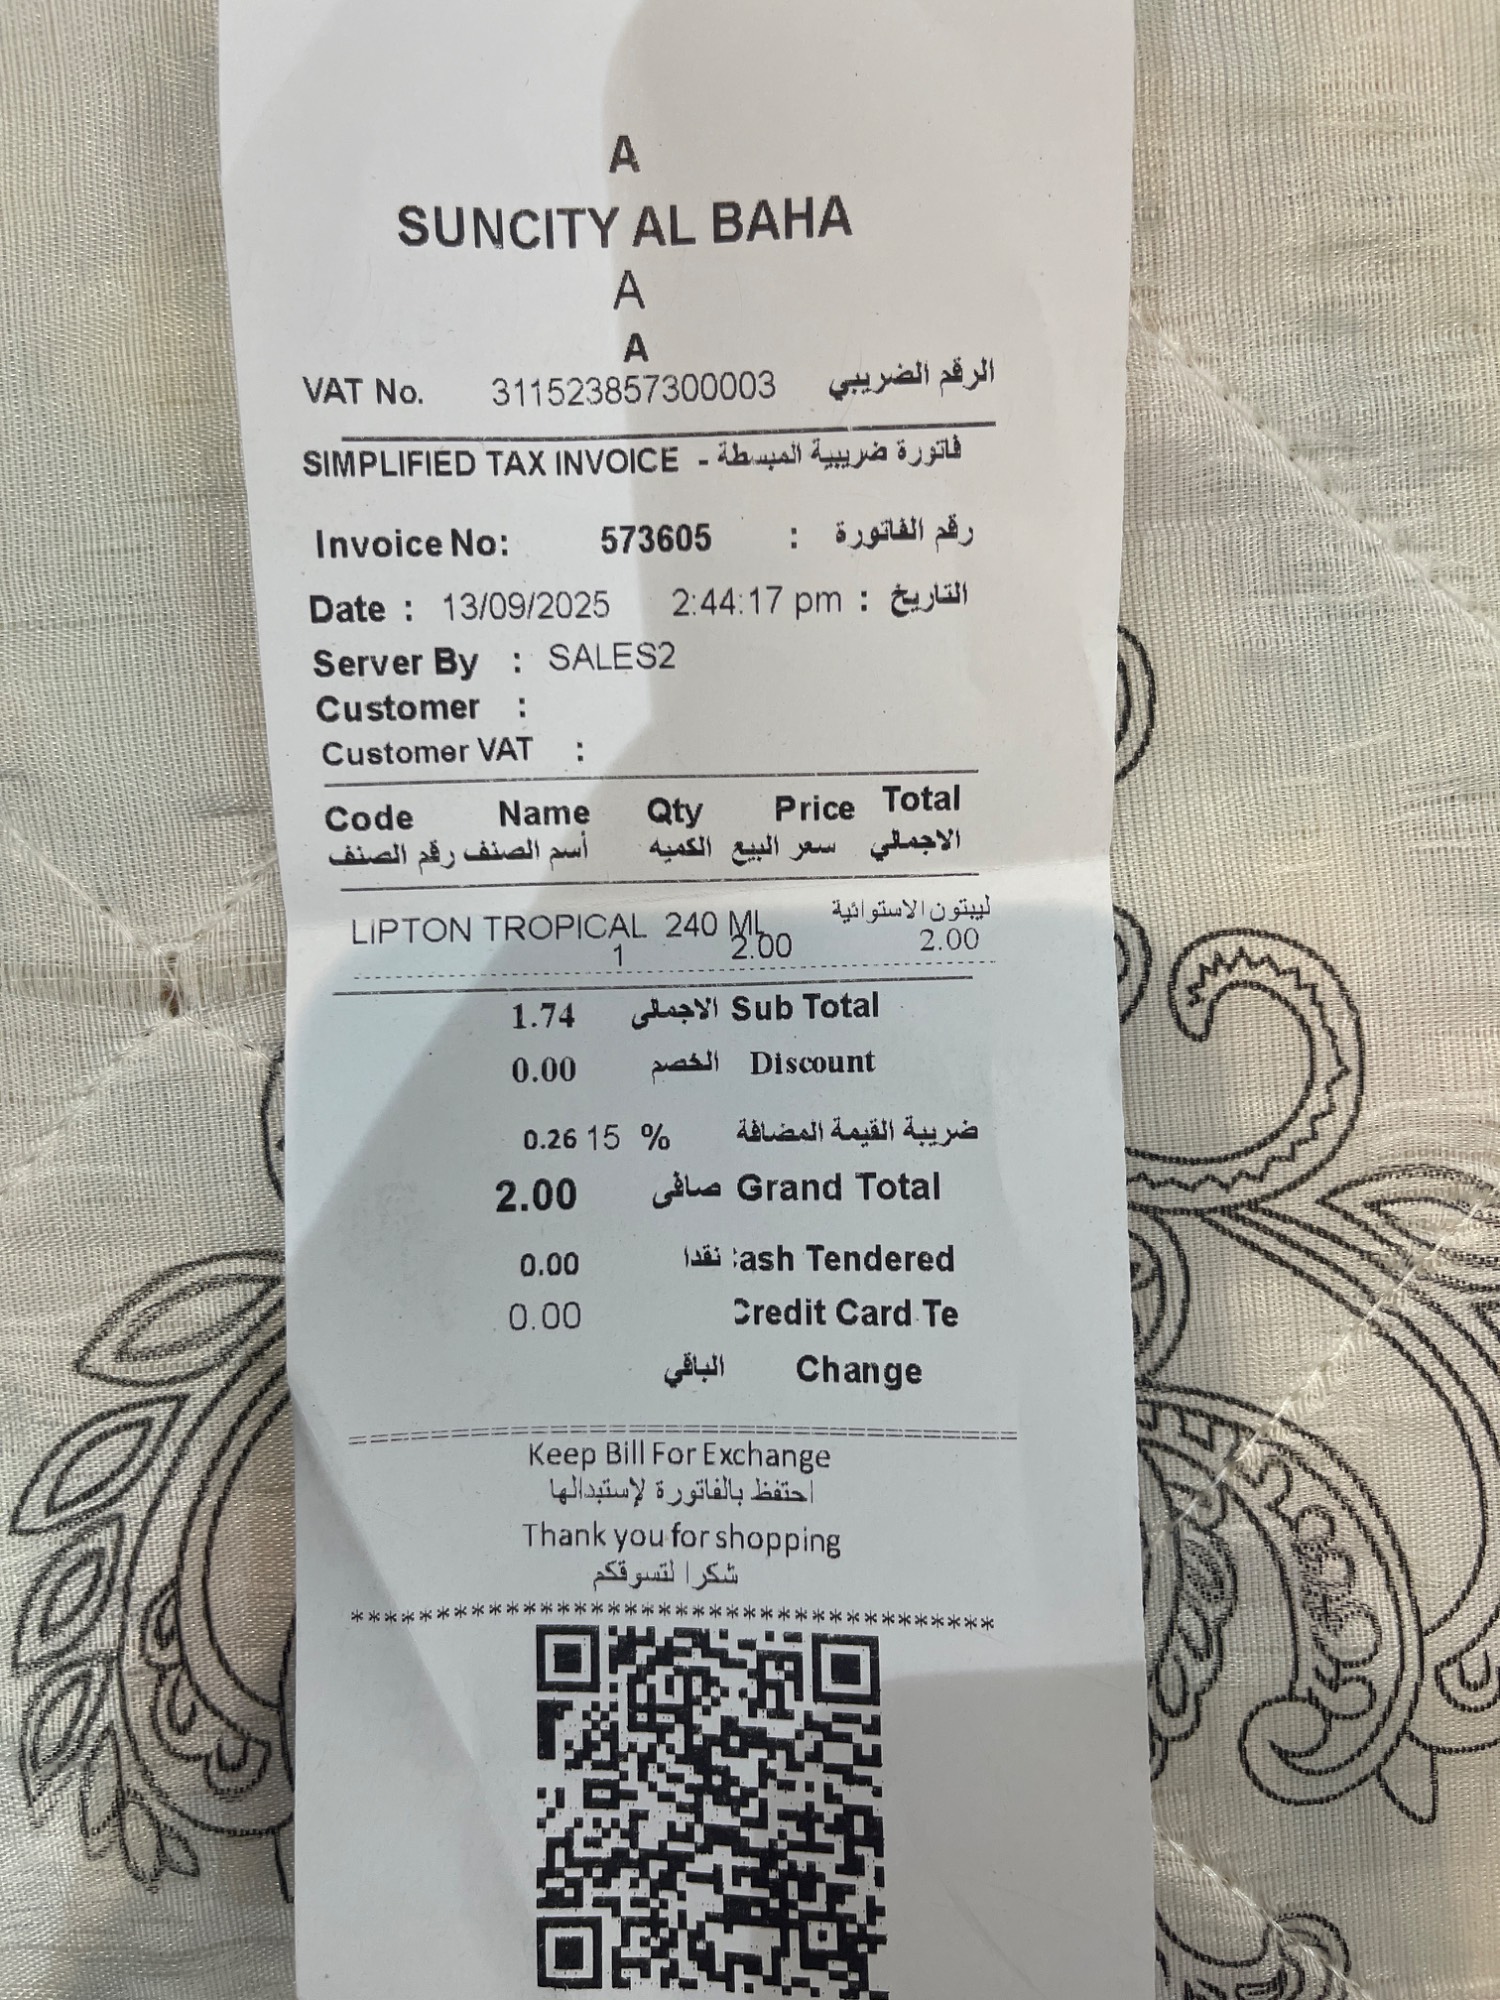 A
SUNCITY AL BAHA
A
A
VAT No. 311523857300003 الرقم الضريبي
SIMPLIFIED TAX INVOICE - فاتورة ضريبية المبسطة
Invoice No: 573605 : رقم الفاتورة
Date : 13/09/2025 2:44:17 pm : التاريخ
Server By : SALES2
Customer :
Customer VAT :
Code Name Qty Price Total
رقم الصنف أسم الصنف الكميه سعر البيع الاجمالي
LIPTON TROPICAL 240 ML ليبتون الاستوائية
1 2.00 2.00
1.74 الاجمالى Sub Total
0.00 الخصم Discount
0.26 15 % ضريبة القيمة المضافة
2.00 صافى Grand Total
0.00 نقدا ash Tendered
0.00 Credit Card Te
الباقي Change
Keep Bill For Exchange
احتفظ بالفاتورة لإستبدالها
Thank you for shopping
شكرا لتسوقكم
*************************************